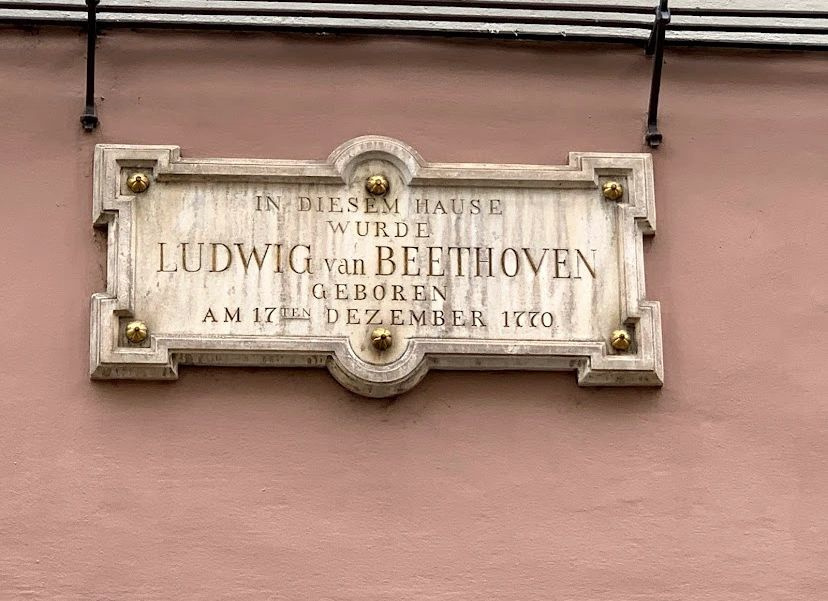 IN DIESEM HAUSE
WURDE
LUDWIG van BEETHOVEN
GEBOREN
AM 17TEN DEZEMBER 1770